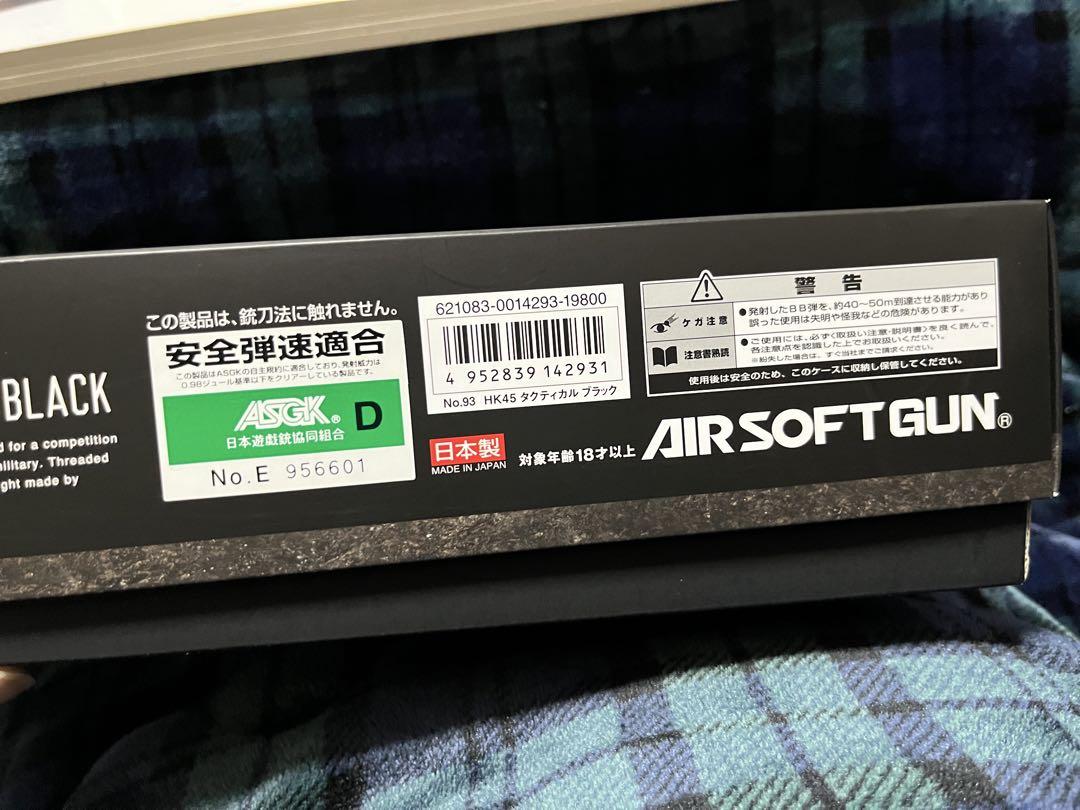 BLACK
d for a competition
ilitary. Threaded
ght made by
この製品は、銃刀法に触れません。
安全弾速適合
この製品はASGKの自主規約に適合しており、発射威力は
0.98ジュール基準以下をクリアーしている製品です。
ASGK® D
日本遊戯銃協同組合
No.E 956601
621083-0014293-19800
4 952839 142931
No.93 HK45 タクティカル ブラック
日本製
MADE IN JAPAN
対象年齢18才以上
警告
ケガ注意
●発射したBB弾を、約40〜50m到達させる能力があり
誤った使用は失明や怪我などの危険があります。
注意書熟読
●ご使用には、必ず《取扱い注意・説明書》を良く読んで、
各注意点を認識した上でお取扱いください。
※紛失した場合は、すぐ当社までご請求ください。
使用後は安全のため、このケースに収納し保管してください。
AIRSOFT GUN®